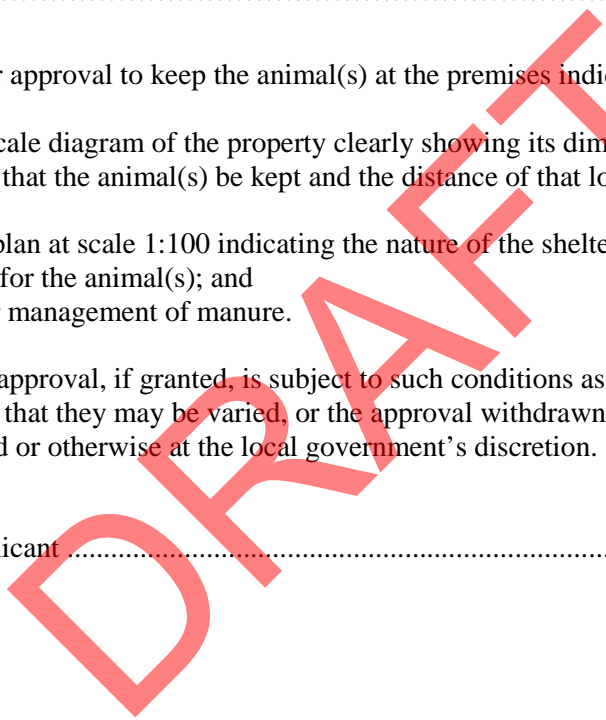 r approval to keep the animal(s) at the premises indic
cale diagram of the property clearly showing its dim
that the animal(s) be kept and the distance of that lo
plan at scale 1:100 indicating the nature of the shelte
for the animal(s); and
r management of manure.
approval, if granted, is subject to such conditions as
that they may be varied, or the approval withdrawn
d or otherwise at the local government’s discretion.
licant ..........................................................................................
DRAFT